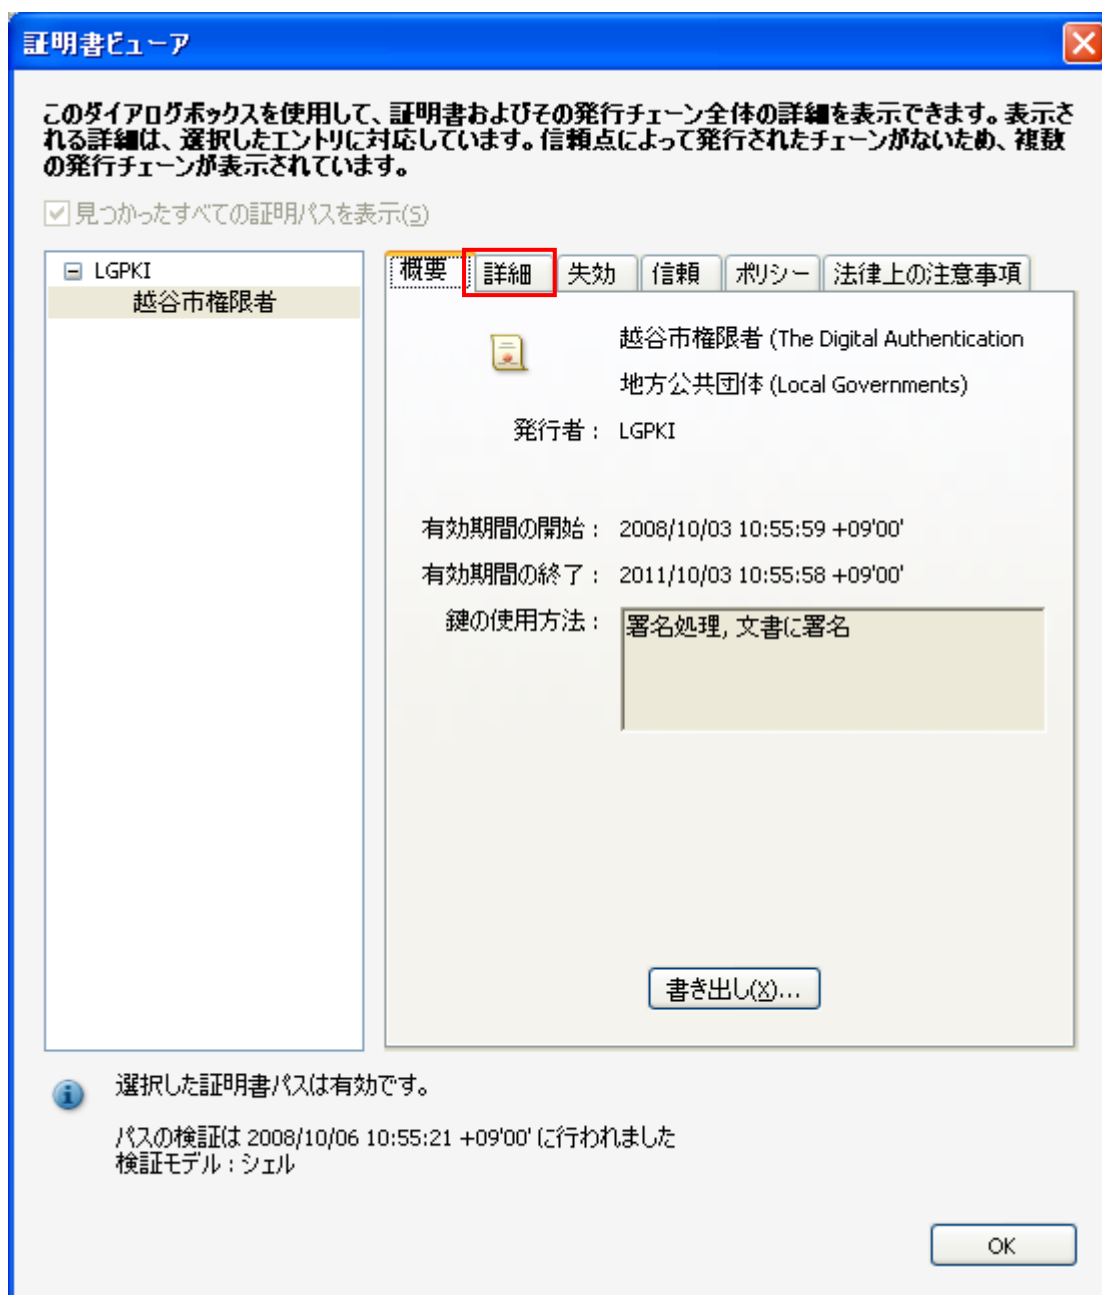 証明書ビューア
このダイアログボックスを使用して、証明書およびその発行チェーン全体の詳細を表示できます。表示さ
れる詳細は、選択したエントリに対応しています。信頼点によって発行されたチェーンがないため、複数
の発行チェーンが表示されています。
見つかったすべての証明パスを表示(S)
LGPKI
越谷市権限者
概要 詳細 失効 信頼 ポリシー 法律上の注意事項
越谷市権限者 (The Digital Authentication
地方公共団体 (Local Governments)
発行者： LGPKI
有効期間の開始： 2008/10/03 10:55:59 +09'00'
有効期間の終了： 2011/10/03 10:55:58 +09'00'
鍵の使用方法： 署名処理, 文書に署名
書き出し(X)...
選択した証明書パスは有効です。
パスの検証は 2008/10/06 10:55:21 +09'00' に行われました
検証モデル：シェル
OK